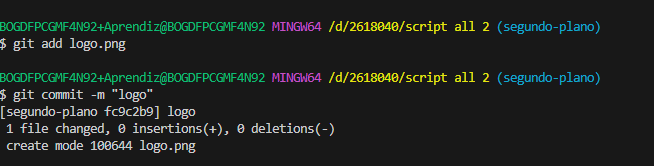 BOGDFPCGMF4N92+Aprendiz@BOGDFPCGMF4N92 MINGW64 /d/2618040/script all 2 (segundo-plano)
$ git add logo.png
BOGDFPCGMF4N92+Aprendiz@BOGDFPCGMF4N92 MINGW64 /d/2618040/script all 2 (segundo-plano)
$ git commit -m "logo"
[segundo-plano fc9c2b9] logo
 1 file changed, 0 insertions(+), 0 deletions(-)
 create mode 100644 logo.png